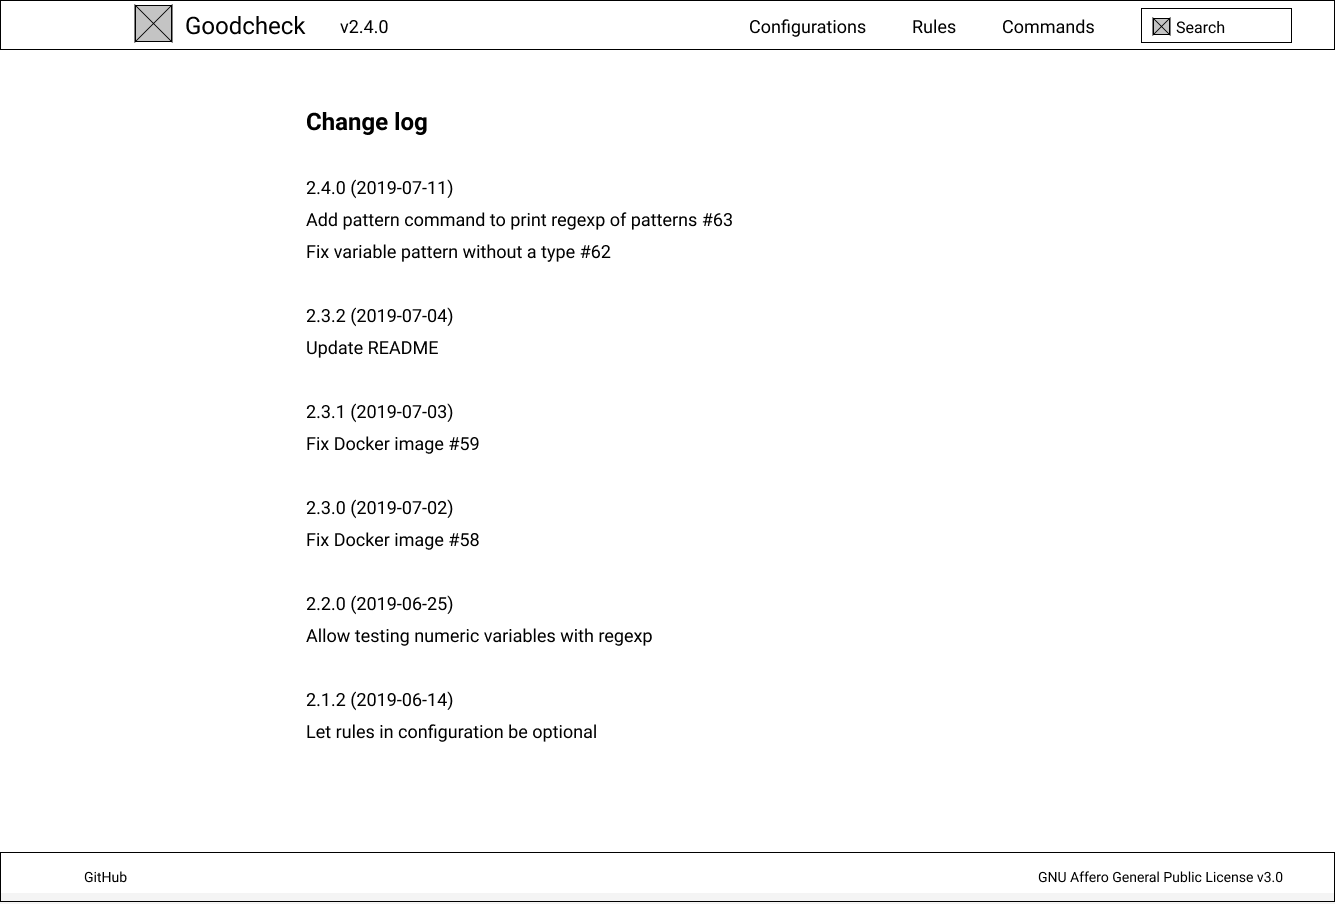 Goodcheck v2.4.0 Configurations Rules Commands Search
Change log
2.4.0 (2019-07-11)
Add pattern command to print regexp of patterns #63
Fix variable pattern without a type #62
2.3.2 (2019-07-04)
Update README
2.3.1 (2019-07-03)
Fix Docker image #59
2.3.0 (2019-07-02)
Fix Docker image #58
2.2.0 (2019-06-25)
Allow testing numeric variables with regexp
2.1.2 (2019-06-14)
Let rules in configuration be optional
GitHub GNU Affero General Public License v3.0